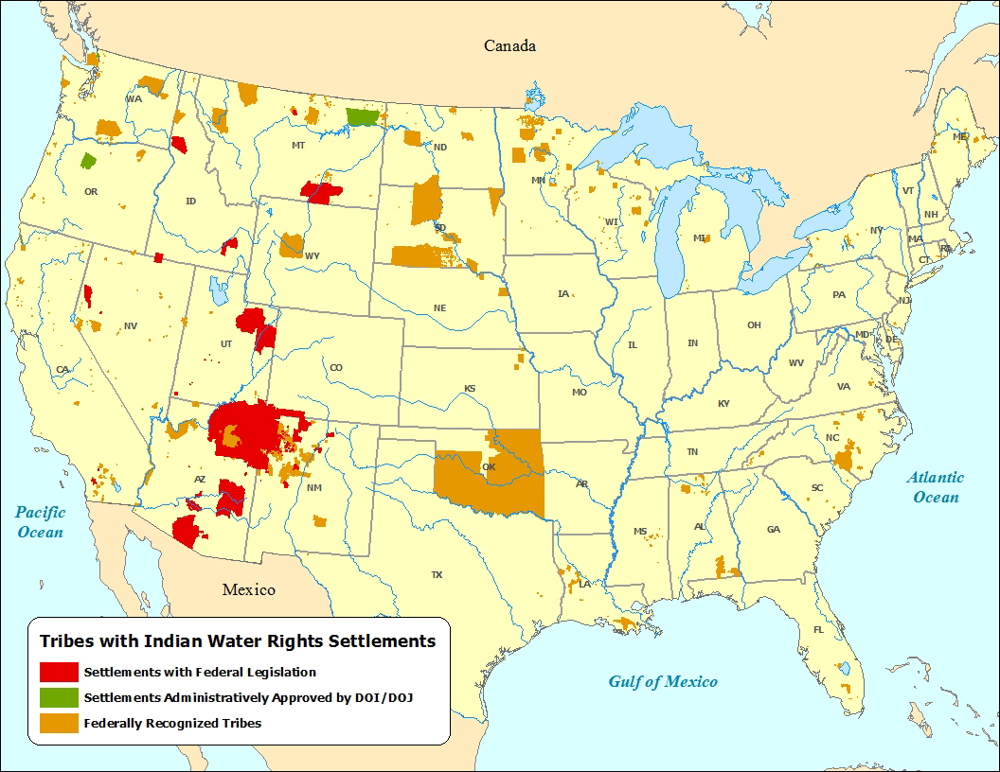 Canada
WA
MT
ND
ME
MN
OR
ID
VT
NH
SD
WI
MI
NY
MA
RI
CT
WY
IA
PA
NJ
NE
NV
UT
OH
MD
DE
IL
IN
WV
CA
CO
KS
MO
KY
VA
NC
TN
AZ
NM
OK
AR
SC
Atlantic
Ocean
Pacific
Ocean
MS
AL
GA
TX
LA
Mexico
FL
Gulf of Mexico
Tribes with Indian Water Rights Settlements
Settlements with Federal Legislation
Settlements Administratively Approved by DOI/DOJ
Federally Recognized Tribes